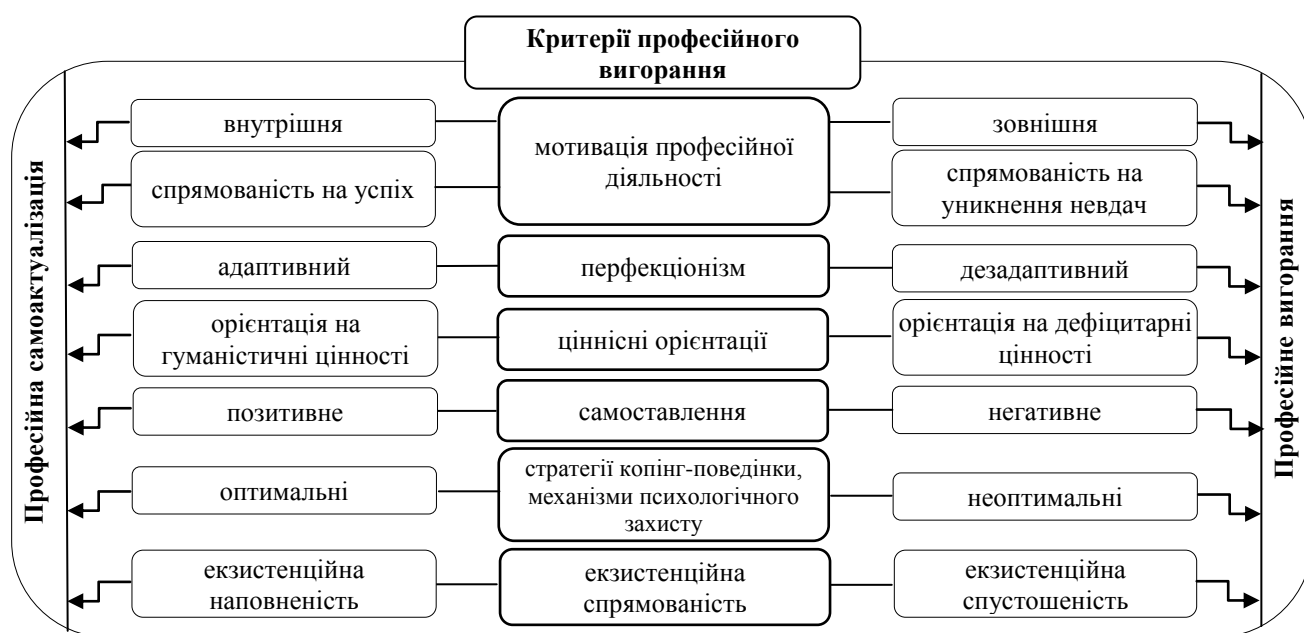 Критерії професійного
вигорання
Професійна самоактуалізація
внутрішня
мотивація професійної
діяльності
зовнішня
спрямованість на успіх
спрямованість на
уникнення невдач
адаптивний
перфекціонізм
дезадаптивний
орієнтація на
гуманістичні цінності
ціннісні орієнтації
орієнтація на дефіцитарні
цінності
позитивне
самоставлення
негативне
оптимальні
стратегії копінг-поведінки,
механізми психологічного
захисту
неоптимальні
екзистенційна
наповненість
екзистенційна
спрямованість
екзистенційна
спустошеність
Професійне вигорання